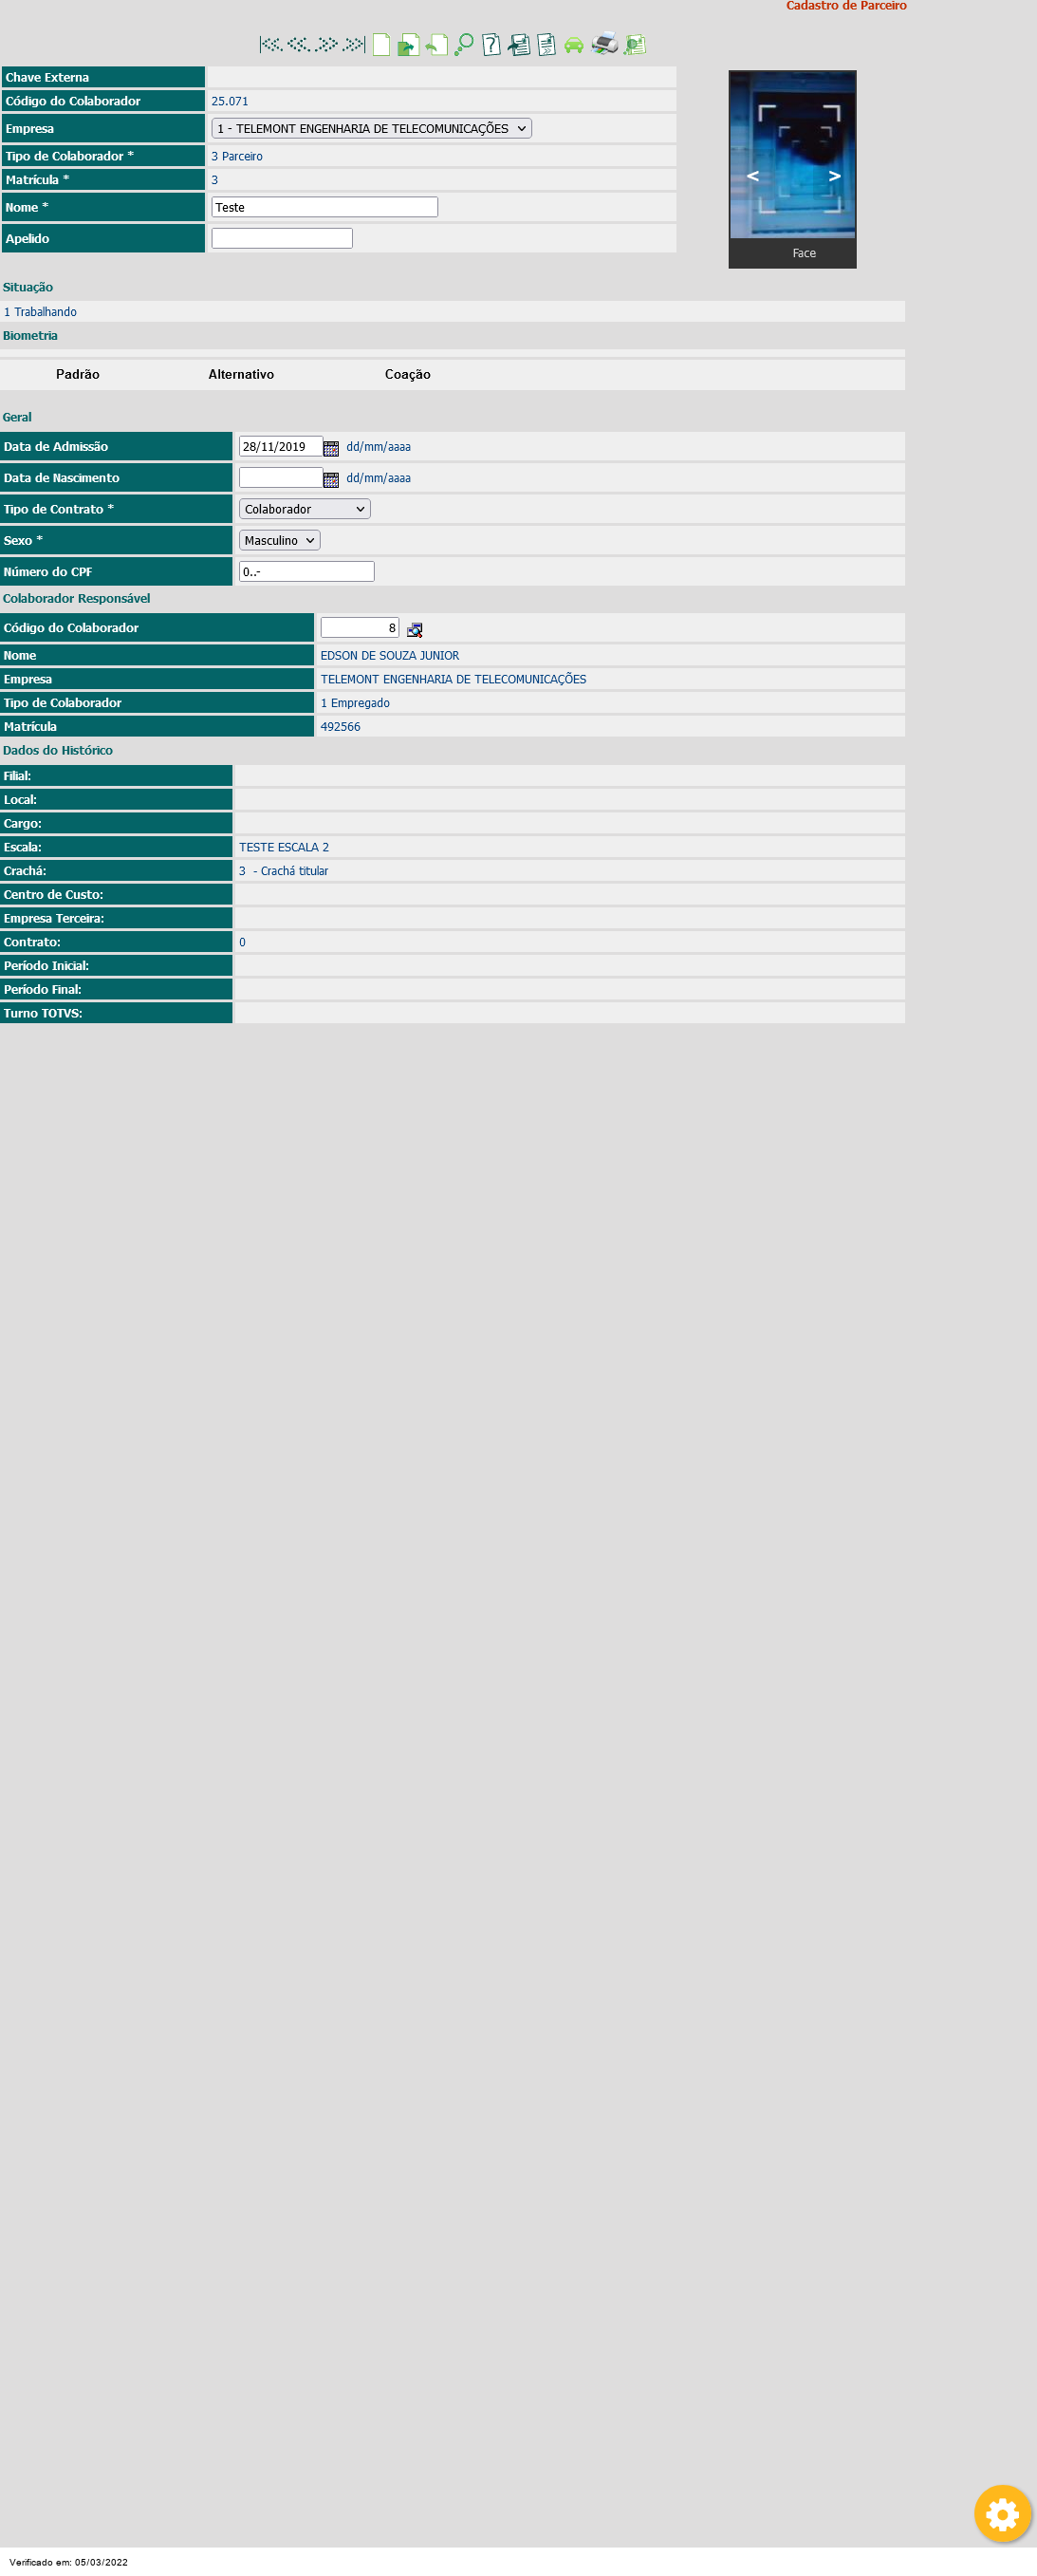 Cadastro de Parceiro
Chave Externa
Código do Colaborador 25.071
Empresa 1 - TELEMONT ENGENHARIA DE TELECOMUNICAÇÕES
Tipo de Colaborador * 3 Parceiro
Matrícula * 3
Nome * Teste
Apelido
< >
Face
Situação
1 Trabalhando
Biometria
Padrão Alternativo Coação
Geral
Data de Admissão 28/11/2019 dd/mm/aaaa
Data de Nascimento dd/mm/aaaa
Tipo de Contrato * Colaborador
Sexo * Masculino
Número do CPF 0..-
Colaborador Responsável
Código do Colaborador 8
Nome EDSON DE SOUZA JUNIOR
Empresa TELEMONT ENGENHARIA DE TELECOMUNICAÇÕES
Tipo de Colaborador 1 Empregado
Matrícula 492566
Dados do Histórico
Filial:
Local:
Cargo:
Escala: TESTE ESCALA 2
Crachá: 3 - Crachá titular
Centro de Custo:
Empresa Terceira:
Contrato: 0
Período Inicial:
Período Final:
Turno TOTVS:
Verificado em: 05/03/2022